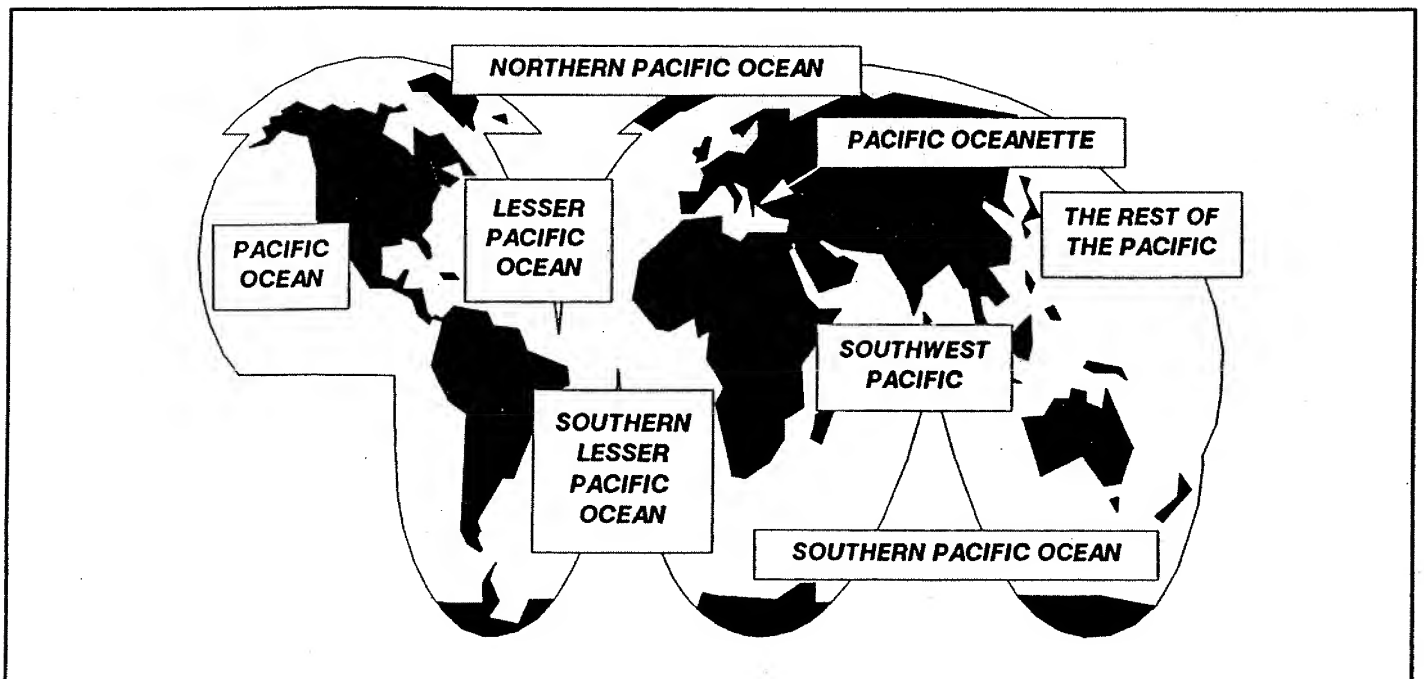 NORTHERN PACIFIC OCEAN
PACIFIC OCEANETTE
LESSER
PACIFIC
OCEAN
THE REST OF
THE PACIFIC
PACIFIC
OCEAN
SOUTHWEST
PACIFIC
SOUTHERN
LESSER
PACIFIC
OCEAN
SOUTHERN PACIFIC OCEAN